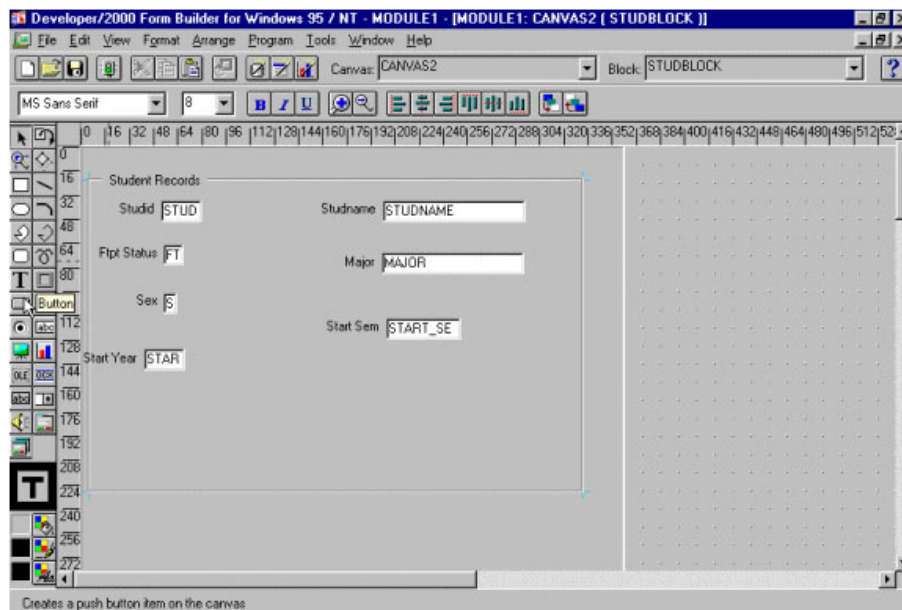 Developer/2000 Form Builder for Windows 95 / NT - MODULE1 - [MODULE1: CANVAS2 ( STUDBLOCK )]
File Edit View Format Arrange Program Tools Window Help
Canvas: CANVAS2 Block: STUDBLOCK
MS Sans Serif 8 B I U
0 16 32 48 64 80 96 112 128 144 160 176 192 208 224 240 256 272 288 304 320 336 352 368 384 400 416 432 448 464 480 496 512 52
0
16 Student Records
32 Studid STUD Studname STUDNAME
48
64 Ftpt Status FT Major MAJOR
T 80
Button Sex S
abc 112 Start Sem START_SE
128 Start Year STAR
OLE OCX 144
abc 160
176
192
208
T 224
240
256
272
Creates a push button item on the canvas